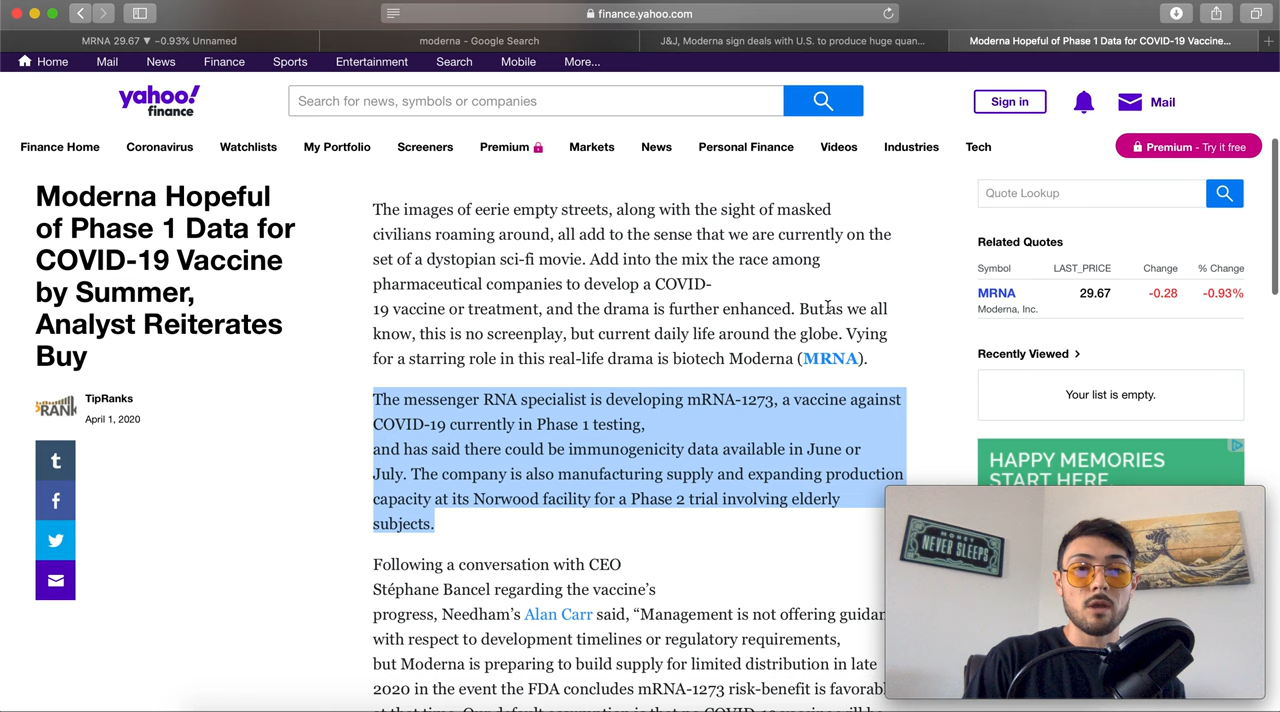 finance.yahoo.com
MRNA 29.67 ▼ −0.93% Unnamed
moderna - Google Search
J&J, Moderna sign deals with U.S. to produce huge quan...
Moderna Hopeful of Phase 1 Data for COVID-19 Vaccine...
Home
Mail
News
Finance
Sports
Entertainment
Search
Mobile
More...
yahoo!
finance
Search for news, symbols or companies
Sign in
Mail
Finance Home
Coronavirus
Watchlists
My Portfolio
Screeners
Premium
Markets
News
Personal Finance
Videos
Industries
Tech
Premium - Try it free
Moderna Hopeful
of Phase 1 Data for
COVID-19 Vaccine
by Summer,
Analyst Reiterates
Buy
RANK
TipRanks
April 1, 2020
t
f
The images of eerie empty streets, along with the sight of masked
civilians roaming around, all add to the sense that we are currently on the
set of a dystopian sci-fi movie. Add into the mix the race among
pharmaceutical companies to develop a COVID-
19 vaccine or treatment, and the drama is further enhanced. But as we all
know, this is no screenplay, but current daily life around the globe. Vying
for a starring role in this real-life drama is biotech Moderna (MRNA).
The messenger RNA specialist is developing mRNA-1273, a vaccine against
COVID-19 currently in Phase 1 testing,
and has said there could be immunogenicity data available in June or
July. The company is also manufacturing supply and expanding production
capacity at its Norwood facility for a Phase 2 trial involving elderly
subjects.
Following a conversation with CEO
Stéphane Bancel regarding the vaccine’s
progress, Needham’s Alan Carr said, “Management is not offering
with respect to development timelines or regulatory requirements,
but Moderna is preparing to build supply for limited distribution in late
2020 in the event the FDA concludes mRNA-1273 risk-benefit is
Quote Lookup
Related Quotes
Symbol LAST_PRICE Change % Change
MRNA 29.67 -0.28 -0.93%
Moderna, Inc.
Recently Viewed
Your list is empty.
HAPPY MEMORIES
START HERE.
MONEY
NEVER SLEEPS